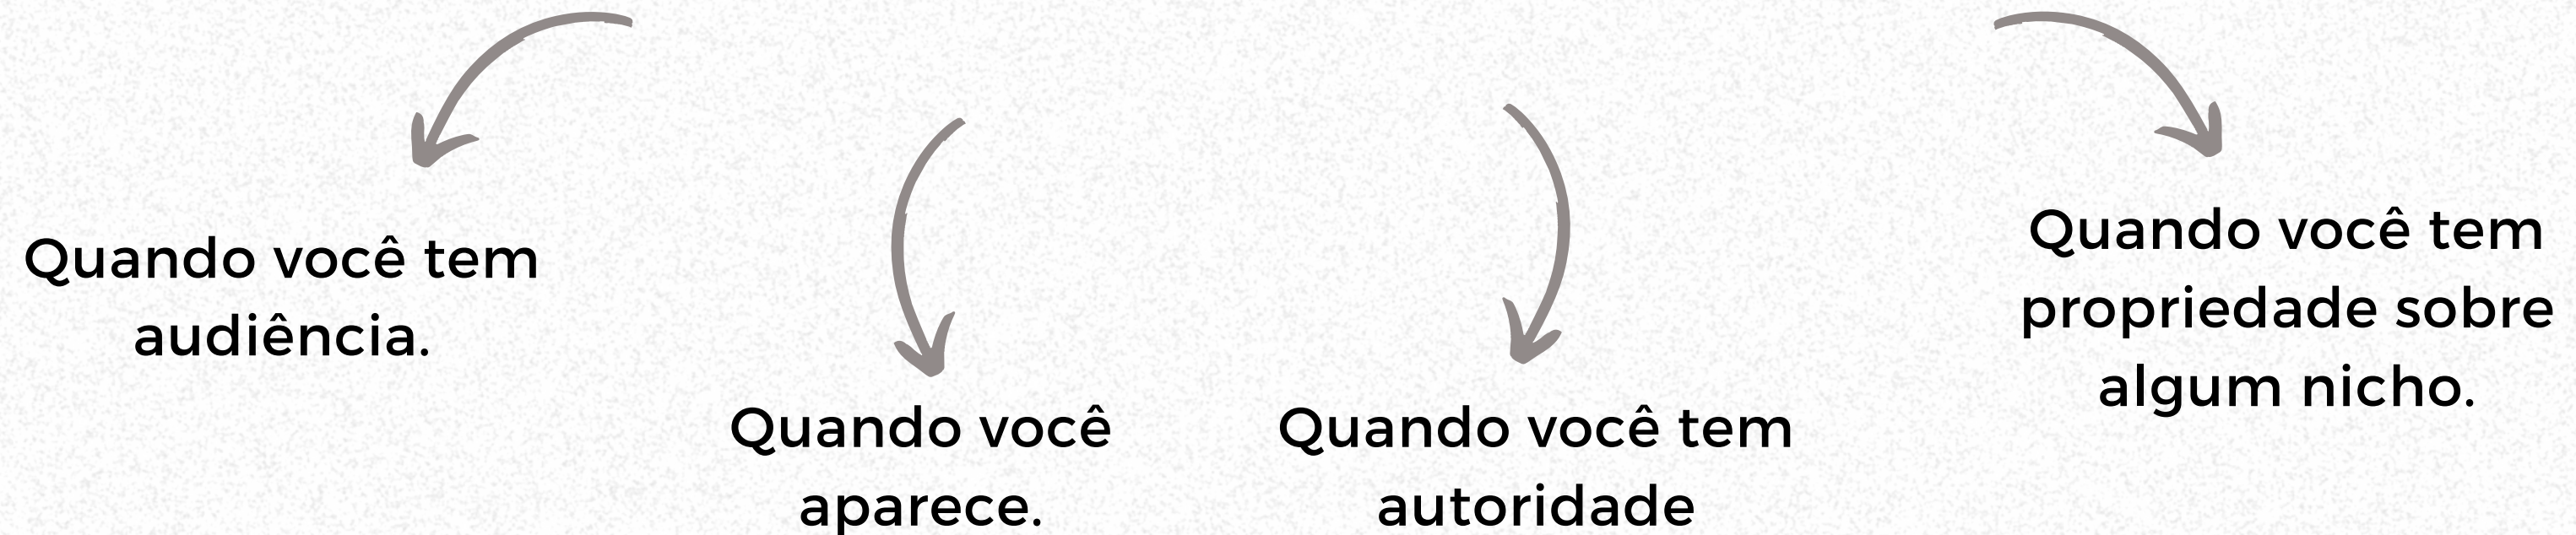 Quando você tem
audiência.
Quando você
aparece.
Quando você tem
autoridade
Quando você tem
propriedade sobre
algum nicho.